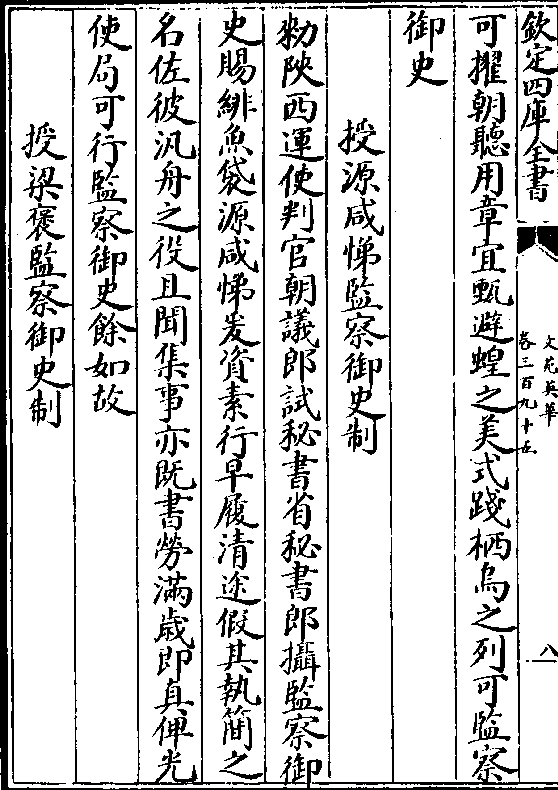 欽定四庫全書
文苑英華
卷三百九十五
八
可擢朝聽用章宜甄避蝗之美式踐栖烏之列可監察
御史
授源咸悌監察御史制
勑陜西運使判官朝議郎試秘書省秘書郎攝監察御
史賜緋魚袋源咸悌爰資素行早履清途假其執簡之
名佐彼汎舟之役且聞集事亦既書勞滿歲即真俾光
使局可行監察御史餘如故
授梁褒監察御史制